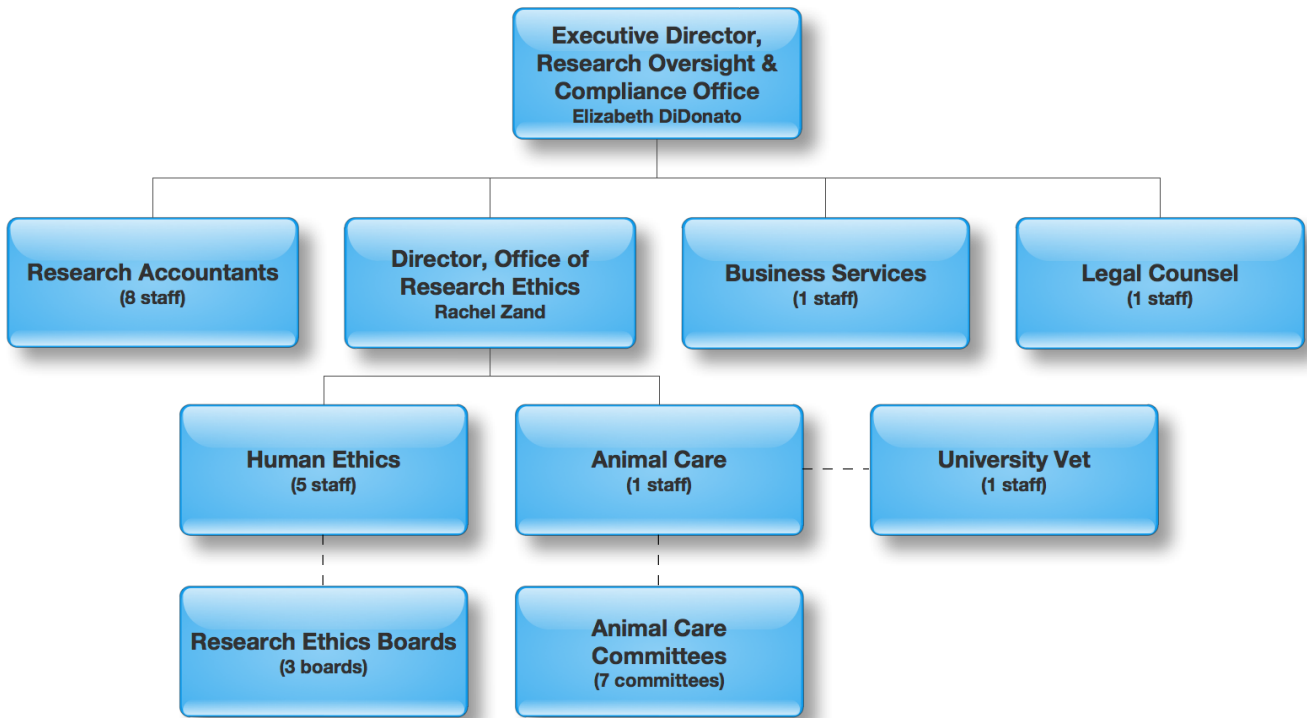 Executive Director,
Research Oversight &
Compliance Office
Elizabeth DiDonato
Research Accountants
(8 staff)
Director, Office of
Research Ethics
Rachel Zand
Business Services
(1 staff)
Legal Counsel
(1 staff)
Human Ethics
(5 staff)
Animal Care
(1 staff)
University Vet
(1 staff)
Research Ethics Boards
(3 boards)
Animal Care
Committees
(7 committees)